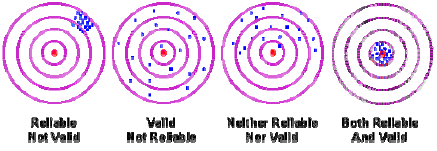 Reliable
Not Valid
Valid
Not Reliable
Neither Reliable
Nor Valid
Both Reliable
And Valid